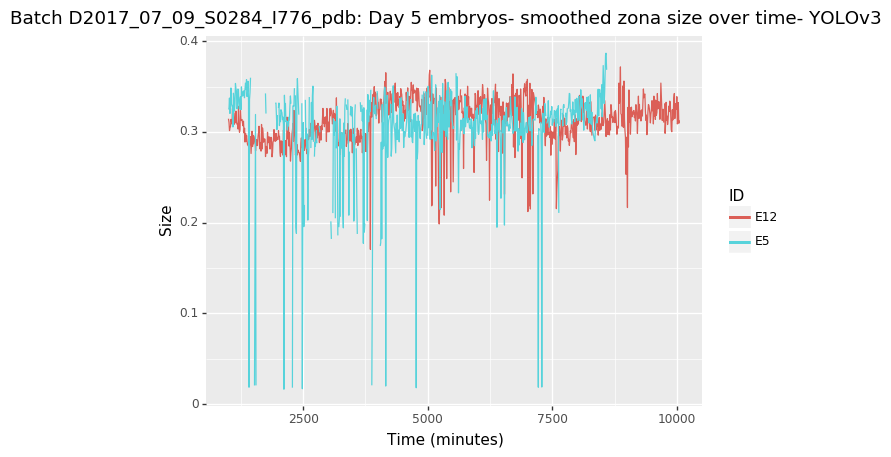 Batch D2017_07_09_S0284_I776_pdb: Day 5 embryos- smoothed zona size over time- YOLOv3
0.4
0.3
0.2
0.1
0
Size
2500
5000
7500
10000
Time (minutes)
ID
E12
E5